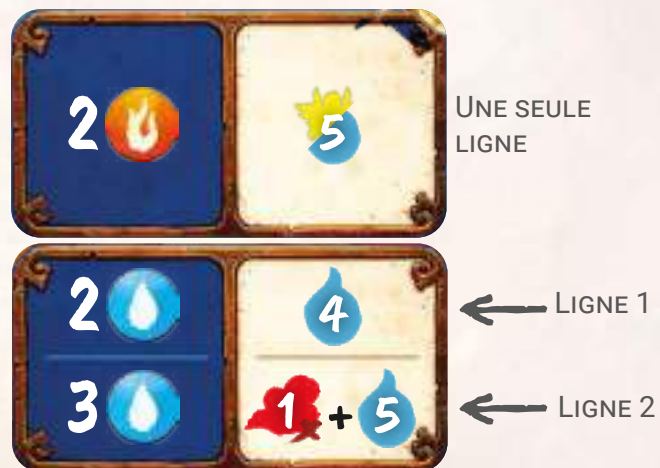 2 5
UNE SEULE
LIGNE
2 4
LIGNE 1
3 1 + 5
LIGNE 2